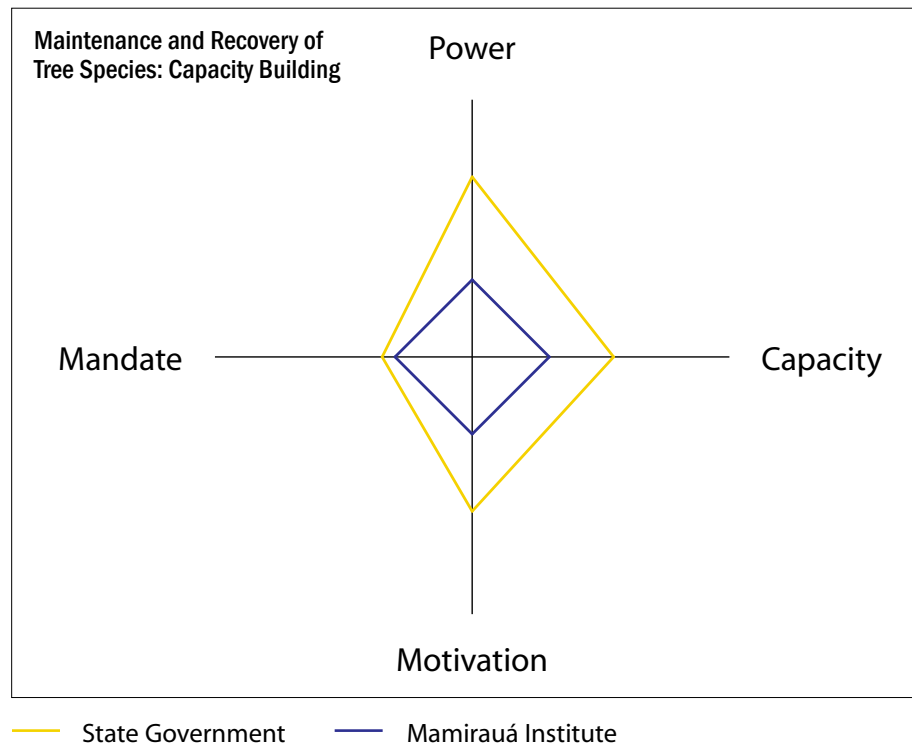 Maintenance and Recovery of
Tree Species: Capacity Building
Power
Mandate
Capacity
Motivation
State Government
Mamirauá Institute